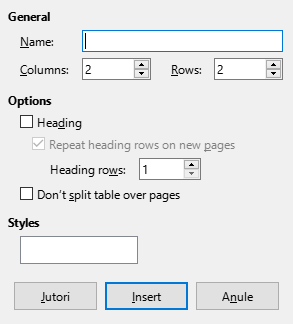 General
Name:
Columns: 2 Rows: 2
Options
Heading
Repeat heading rows on new pages
Heading rows: 1
Don't split table over pages
Styles
Jutori Insert Anule